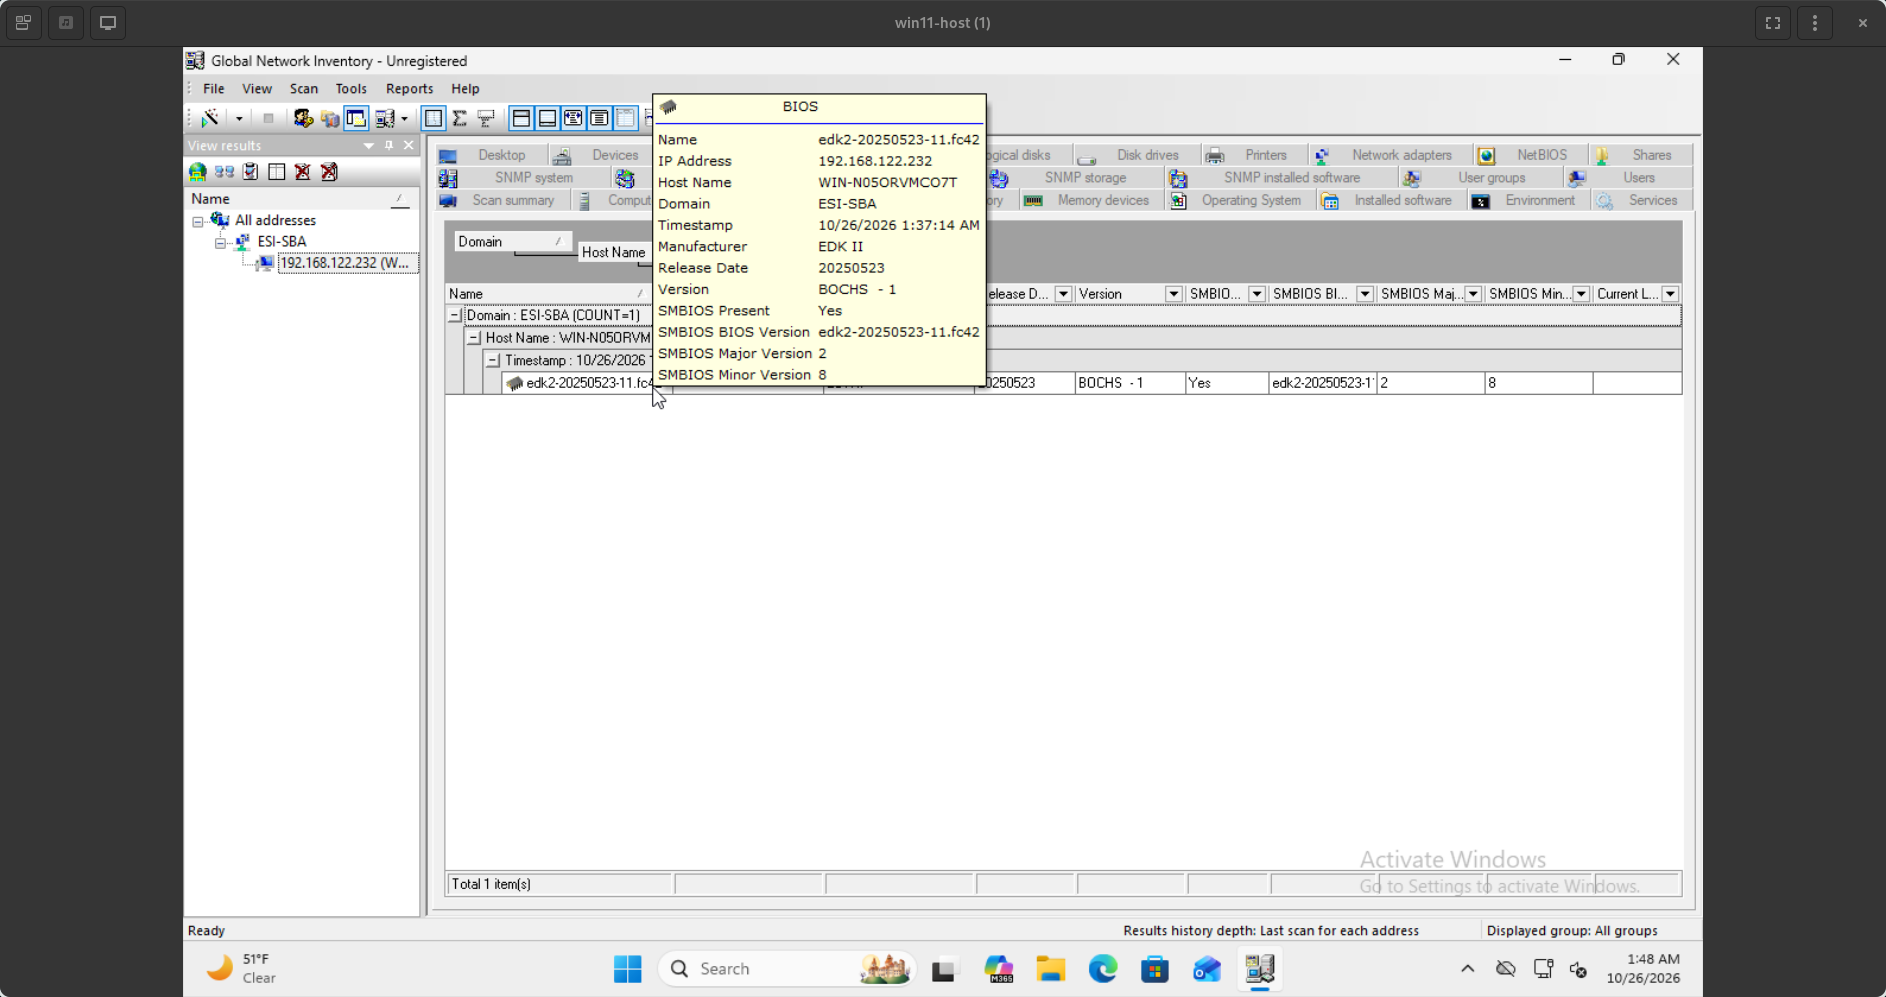 win11-host (1)
Global Network Inventory - Unregistered
File View Scan Tools Reports Help
View results
Name
All addresses
ESI-SBA
192.168.122.232 (W...
Desktop Devices ogical disks Disk drives Printers Network adapters NetBIOS Shares
SNMP system SNMP storage SNMP installed software User groups Users
Scan summary Comput ory Memory devices Operating System Installed software Environment Services
Domain
Host Name
Name elease D... Version SMBIO... SMBIOS BI... SMBIOS Maj... SMBIOS Min... Current L...
Domain : ESI-SBA (COUNT=1)
Host Name : WIN-N05ORVM
Timestamp : 10/26/2026
edk2-20250523-11.fc4 20250523 BOCHS - 1 Yes edk2-20250523-1 2 8
BIOS
Name edk2-20250523-11.fc42
IP Address 192.168.122.232
Host Name WIN-N05ORVMCO7T
Domain ESI-SBA
Timestamp 10/26/2026 1:37:14 AM
Manufacturer EDK II
Release Date 20250523
Version BOCHS - 1
SMBIOS Present Yes
SMBIOS BIOS Version edk2-20250523-11.fc42
SMBIOS Major Version 2
SMBIOS Minor Version 8
Total 1 item(s)
Activate Windows
Go to Settings to activate Windows.
Ready
Results history depth: Last scan for each address
Displayed group: All groups
51°F
Clear
Search
M365
1:48 AM
10/26/2026